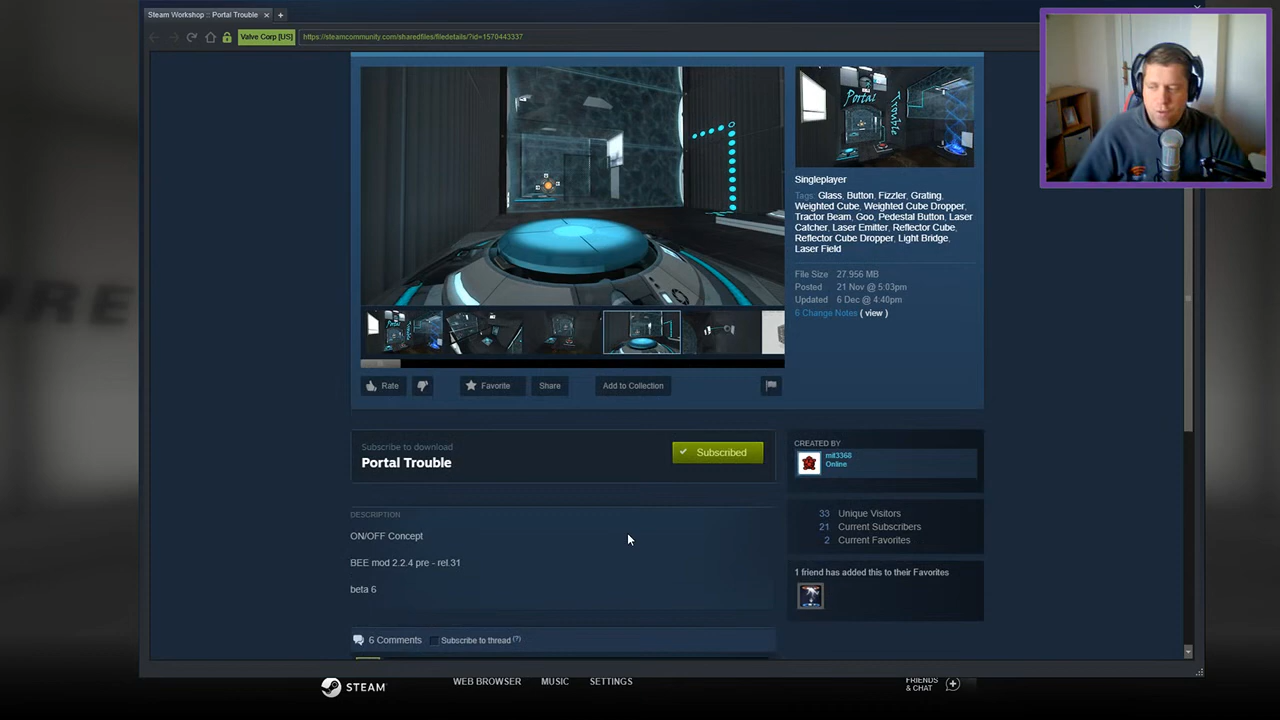 Steam Workshop :: Portal Trouble
Valve Corp [US]
https://steamcommunity.com/sharedfiles/filedetails/?id=1570443337
Portal
Trouble
Singleplayer
Tags: Glass, Button, Fizzler, Grating,
Weighted Cube, Weighted Cube Dropper,
Tractor Beam, Goo, Pedestal Button, Laser
Catcher, Laser Emitter, Reflector Cube,
Reflector Cube Dropper, Light Bridge,
Laser Field
File Size 27.956 MB
Posted 21 Nov @ 5:03pm
Updated 6 Dec @ 4:40pm
6 Change Notes ( view )
Rate
Favorite
Share
Add to Collection
Subscribe to download
Portal Trouble
Subscribed
CREATED BY
mit3368
Online
DESCRIPTION
ON/OFF Concept
BEE mod 2.2.4 pre - rel.31
beta 6
33 Unique Visitors
21 Current Subscribers
2 Current Favorites
1 friend has added this to their Favorites
6 Comments
Subscribe to thread (?)
STEAM
WEB BROWSER
MUSIC
SETTINGS
FRIENDS
& CHAT